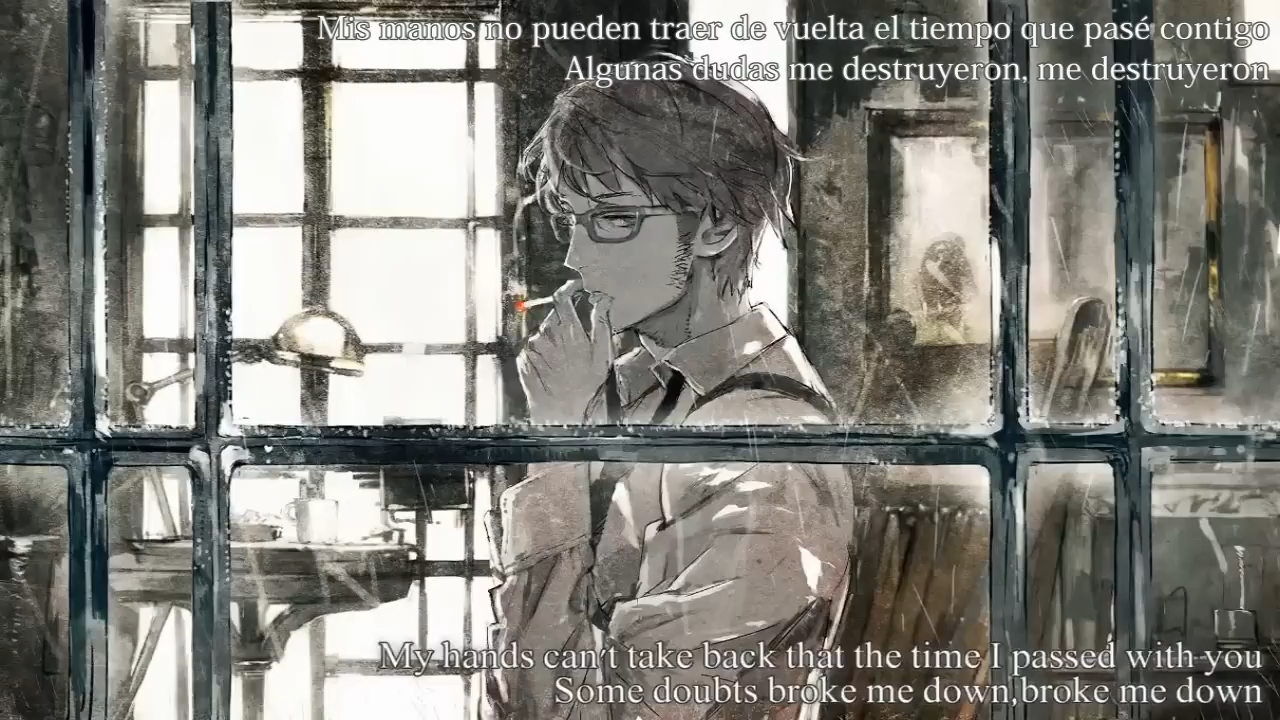 Mis manos no pueden traer de vuelta el tiempo que pasé contigo
Algunas dudas me destruyeron, me destruyeron
My hands can't take back that the time I passed with you
Some doubts broke me down,broke me down